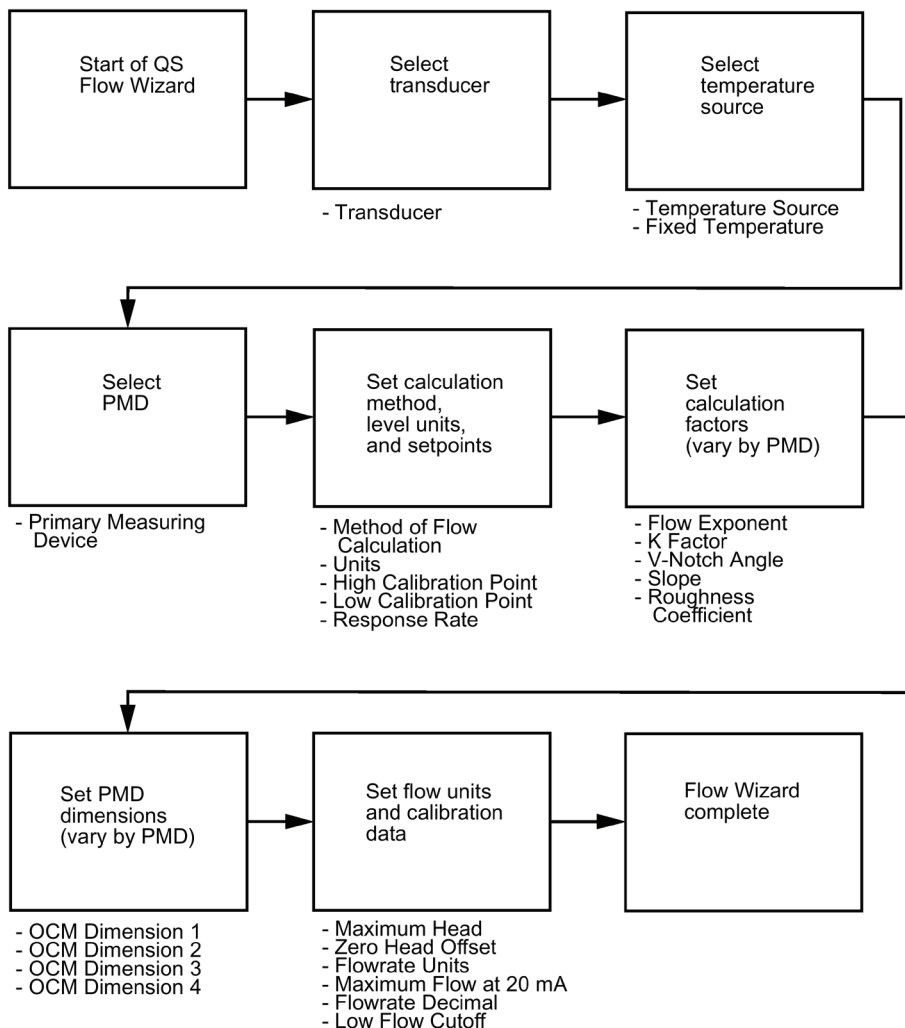 Start of QS
Flow Wizard
Select
transducer
- Transducer
Select
temperature
source
- Temperature Source
- Fixed Temperature
Select
PMD
- Primary Measuring
Device
Set calculation
method,
level units,
and setpoints
- Method of Flow
Calculation
- Units
- High Calibration Point
- Low Calibration Point
- Response Rate
Set
calculation
factors
(vary by PMD)
- Flow Exponent
- K Factor
- V-Notch Angle
- Slope
- Roughness
Coefficient
Set PMD
dimensions
(vary by PMD)
- OCM Dimension 1
- OCM Dimension 2
- OCM Dimension 3
- OCM Dimension 4
Set flow units
and calibration
data
- Maximum Head
- Zero Head Offset
- Flowrate Units
- Maximum Flow at 20 mA
- Flowrate Decimal
- Low Flow Cutoff
Flow Wizard
complete